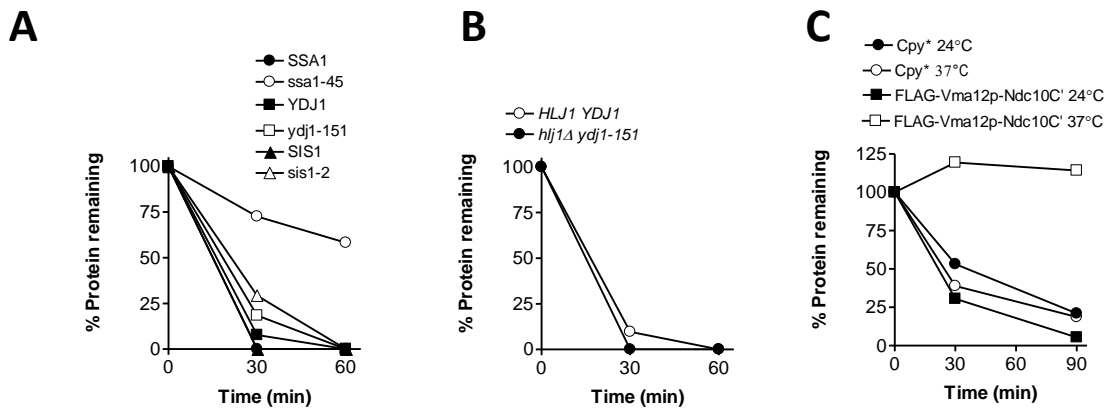 A
SSA1
ssa1-45
YDJ1
ydj1-151
SIS1
sis1-2
100
75
50
25
0
% Protein remaining
0 30 60
Time (min)
B
HLJ1 YDJ1
hlj1Δ ydj1-151
100
75
50
25
0
% Protein remaining
0 30 60
Time (min)
C
Cpy* 24°C
Cpy* 37°C
FLAG-Vma12p-Ndc10C' 24°C
FLAG-Vma12p-Ndc10C' 37°C
125
100
75
50
25
0
% Protein remaining
0 30 60 90
Time (min)